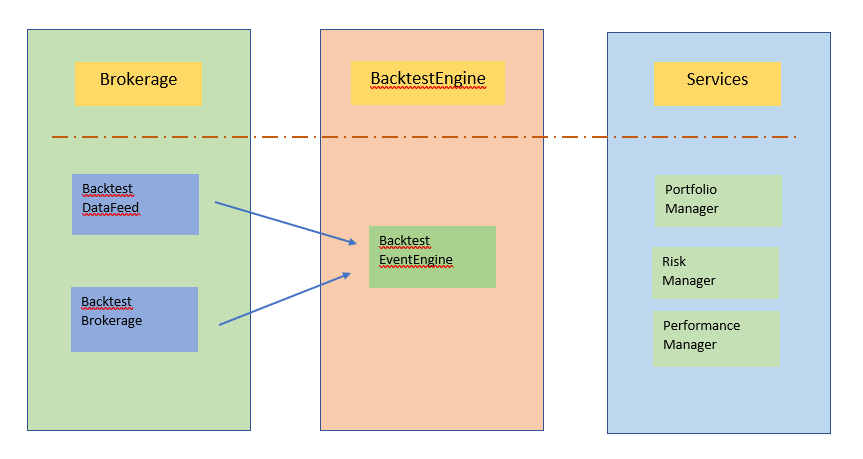 Brokerage
BacktestEngine
Services
Backtest
DataFeed
Backtest
Brokerage
Backtest
EventEngine
Portfolio
Manager
Risk
Manager
Performance
Manager